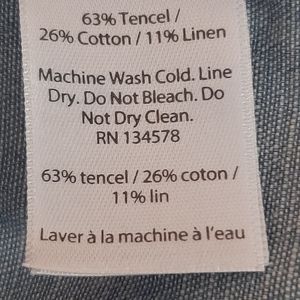 63% Tencel /
26% Cotton / 11% Linen
Machine Wash Cold. Line
Dry. Do Not Bleach. Do
Not Dry Clean.
RN 134578
63% tencel / 26% coton /
11% lin
Laver à la machine à l'eau